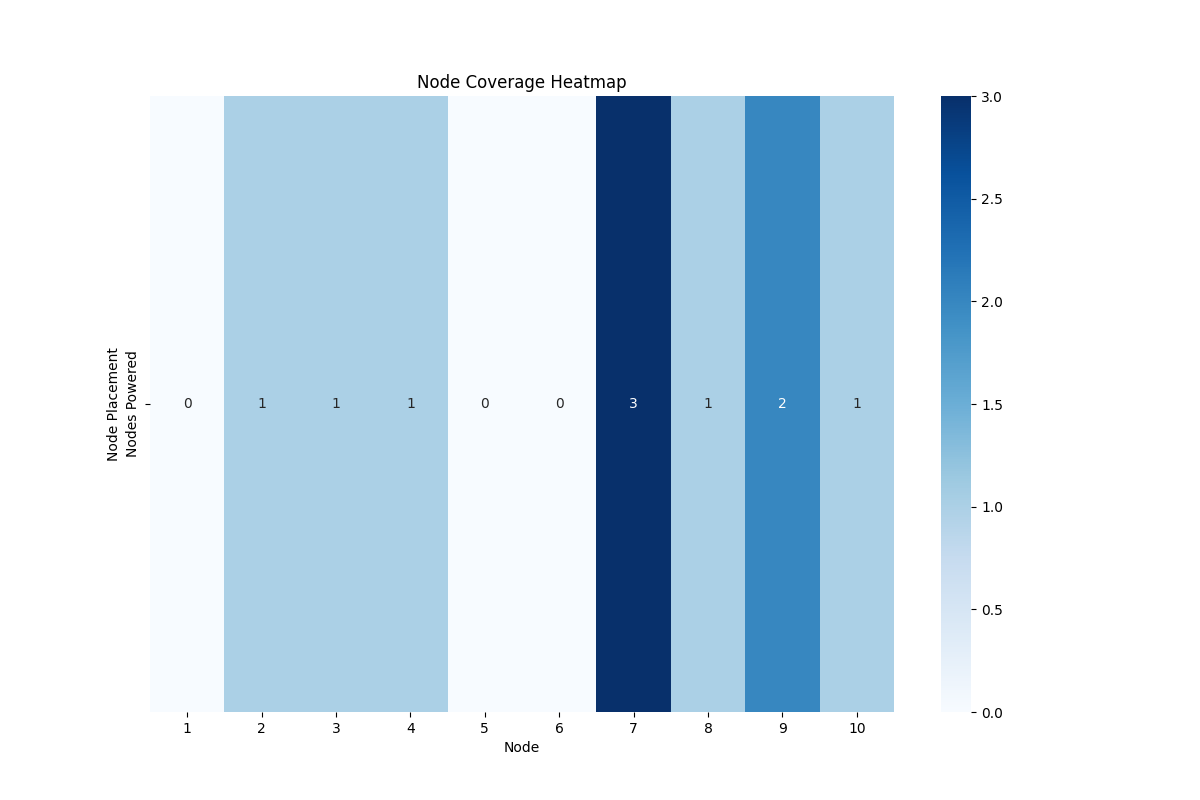 Node Coverage Heatmap
Node Placement
Nodes Powered
0 1 1 1 0 0 3 1 2 1
1 2 3 4 5 6 7 8 9 10
Node
3.0
2.5
2.0
1.5
1.0
0.5
0.0